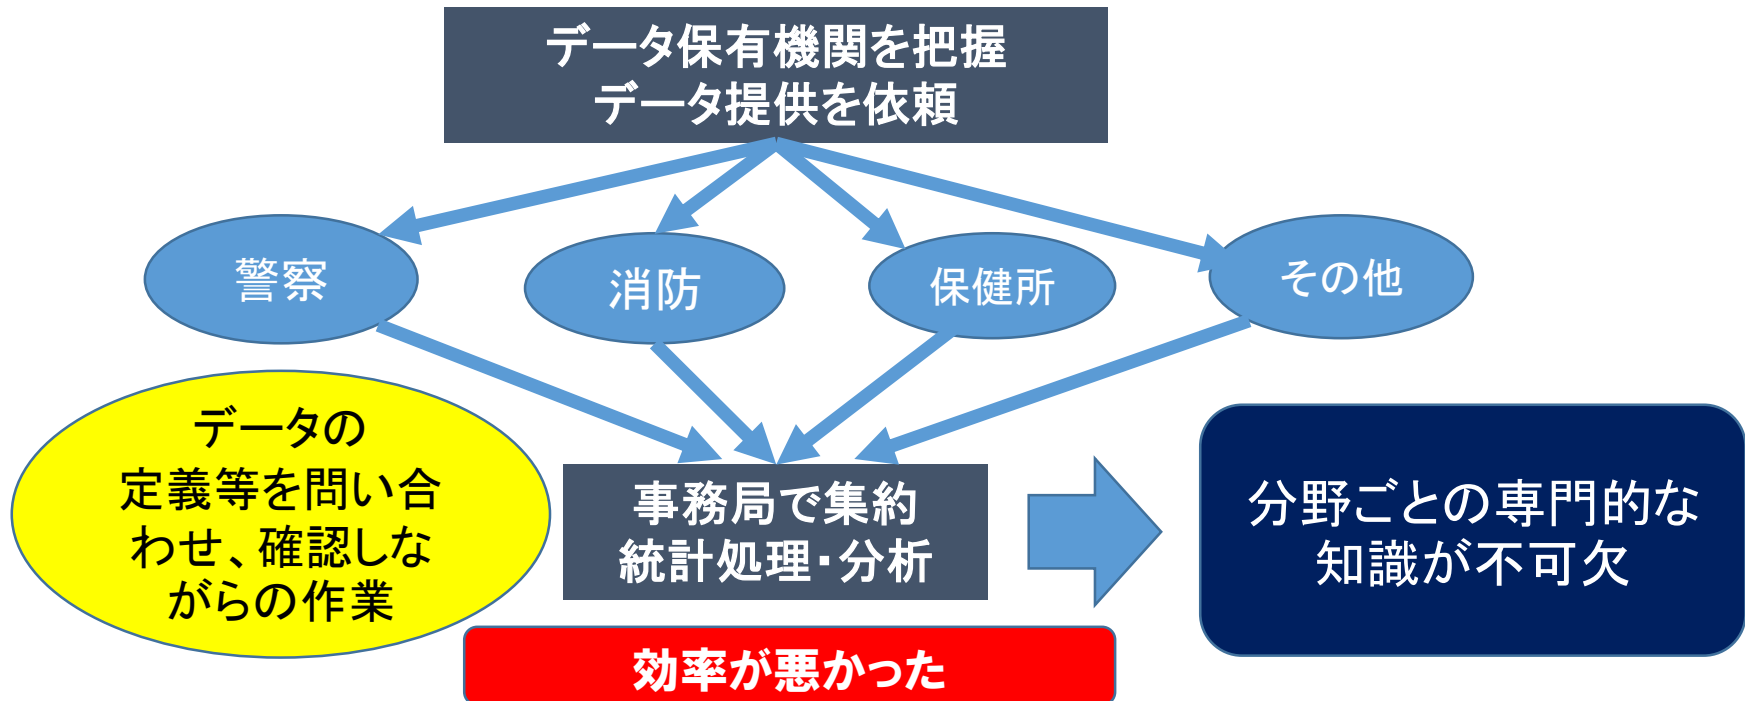 データ保有機関を把握
データ提供を依頼
警察
消防
保健所
その他
データの
定義等を問い合
わせ、確認しな
がらの作業
事務局で集約
統計処理・分析
分野ごとの専門的な
知識が不可欠
効率が悪かった